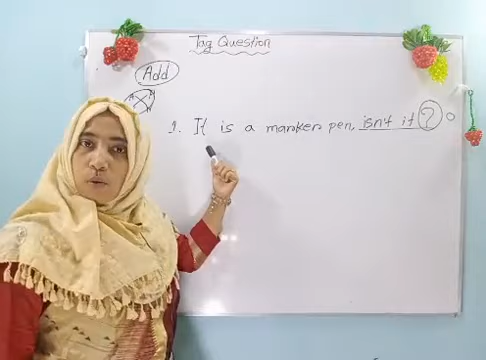 Tag Question
Add
1. It is a marker pen, isn't it ?